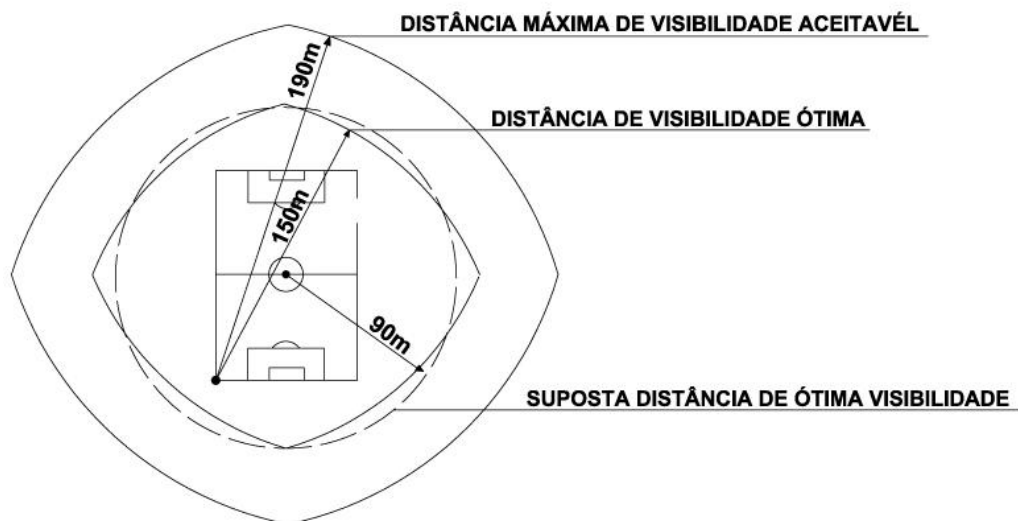 DISTÂNCIA MÁXIMA DE VISIBILIDADE ACEITAVÉL
190m
DISTÂNCIA DE VISIBILIDADE ÓTIMA
150m
90m
SUPOSTA DISTÂNCIA DE ÓTIMA VISIBILIDADE